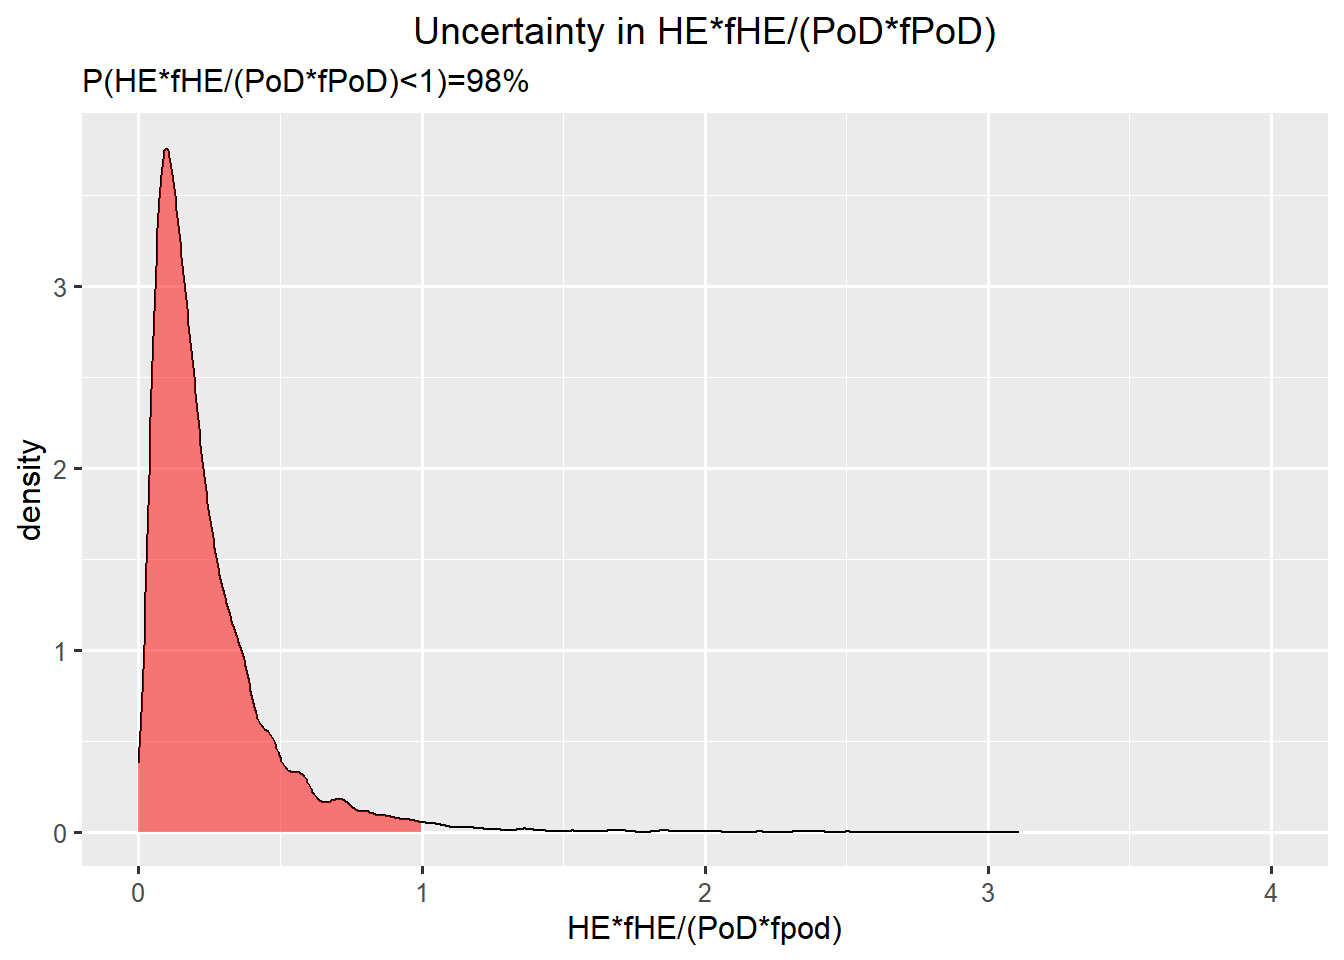 Uncertainty in HE*fHE/(PoD*fPoD)
P(HE*fHE/(PoD*fPoD)<1)=98%
density
3
2
1
0
0 1 2 3 4
HE*fHE/(PoD*fpod)